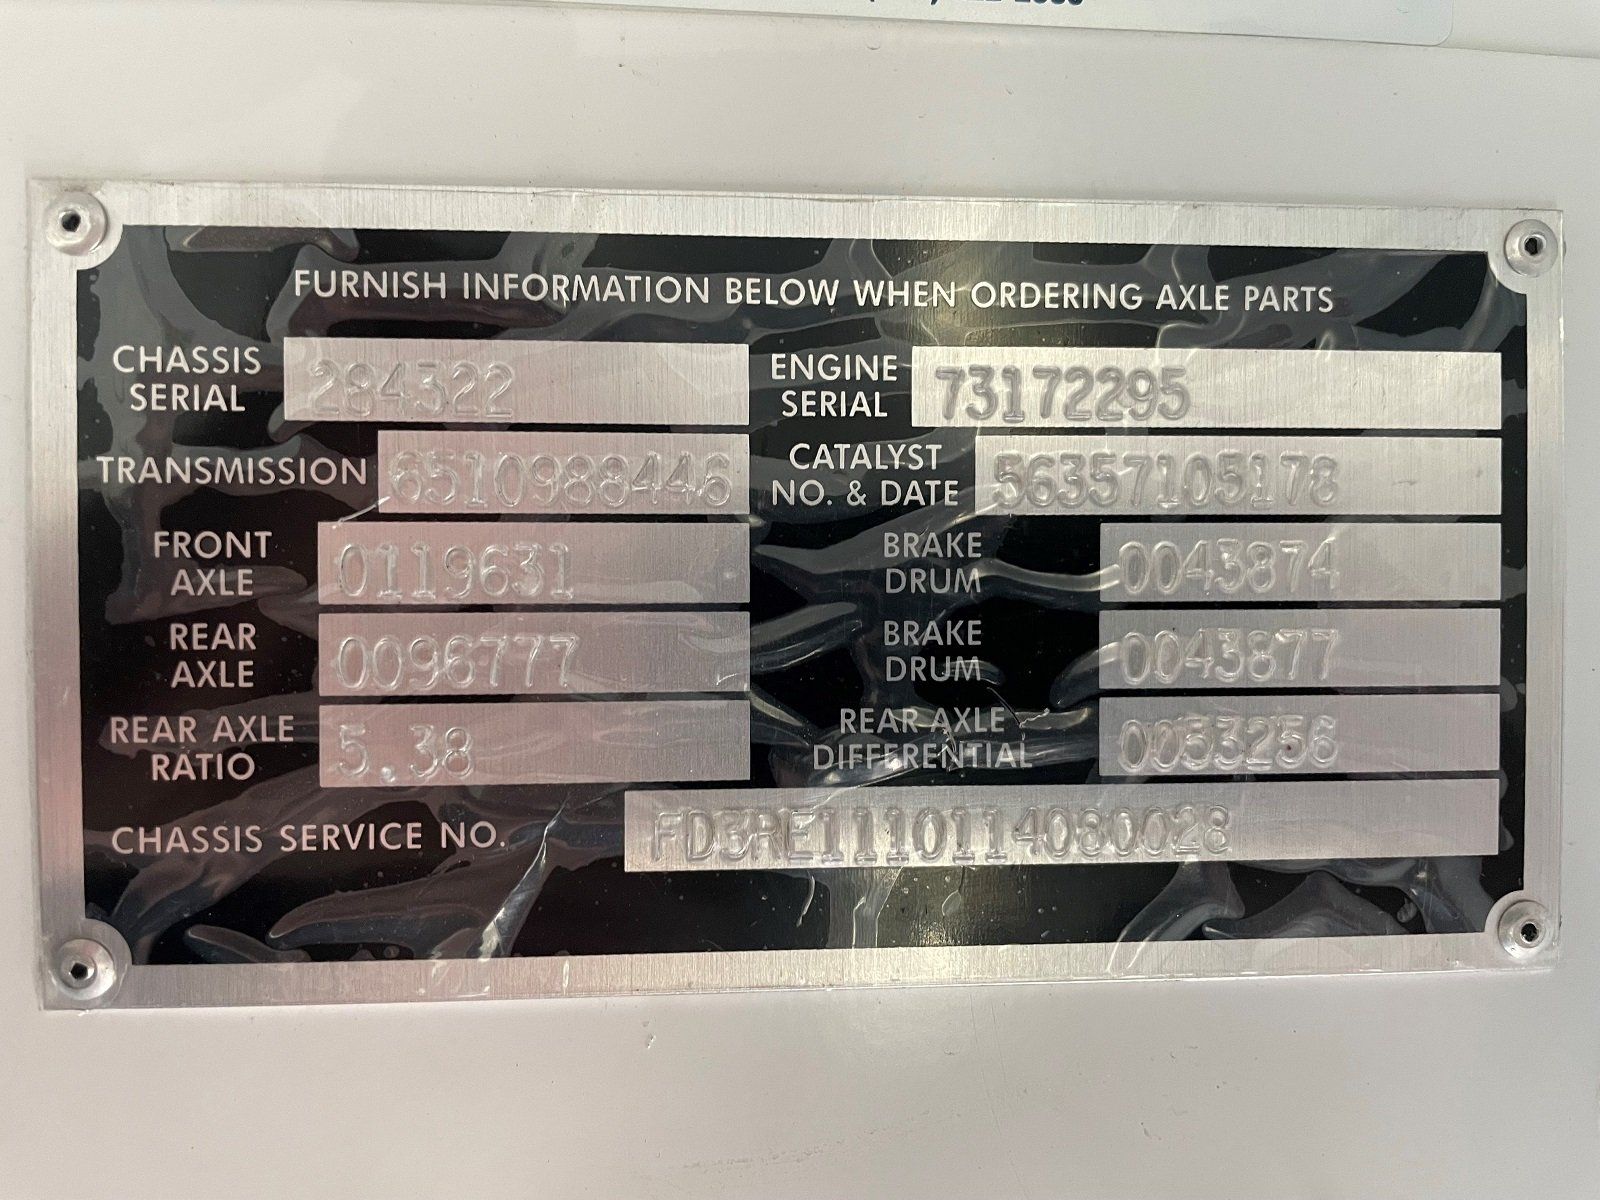 FURNISH INFORMATION BELOW WHEN ORDERING AXLE PARTS
CHASSIS SERIAL 284322
ENGINE SERIAL 73172295
TRANSMISSION 6510988446
CATALYST NO. & DATE 56357105178
FRONT AXLE 0119631
BRAKE DRUM 0043874
REAR AXLE 0096777
BRAKE DRUM 0043877
REAR AXLE RATIO 5.38
REAR AXLE DIFFERENTIAL 0033256
CHASSIS SERVICE NO. FD3RE1110114080028